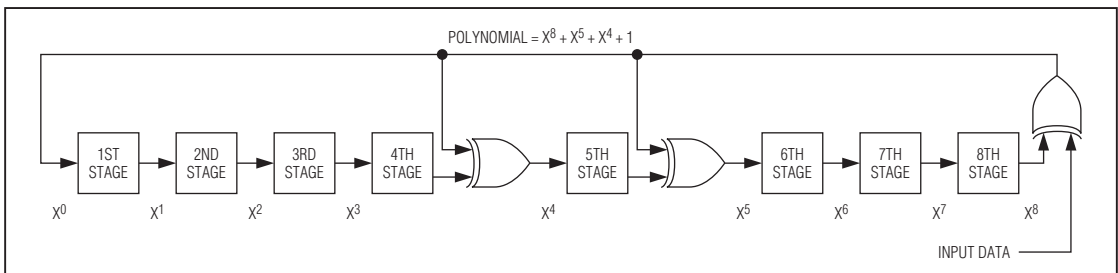 POLYNOMIAL = X⁸ + X⁵ + X⁴ + 1
1ST
STAGE
2ND
STAGE
3RD
STAGE
4TH
STAGE
5TH
STAGE
6TH
STAGE
7TH
STAGE
8TH
STAGE
X⁰
X¹
X²
X³
X⁴
X⁵
X⁶
X⁷
X⁸
INPUT DATA